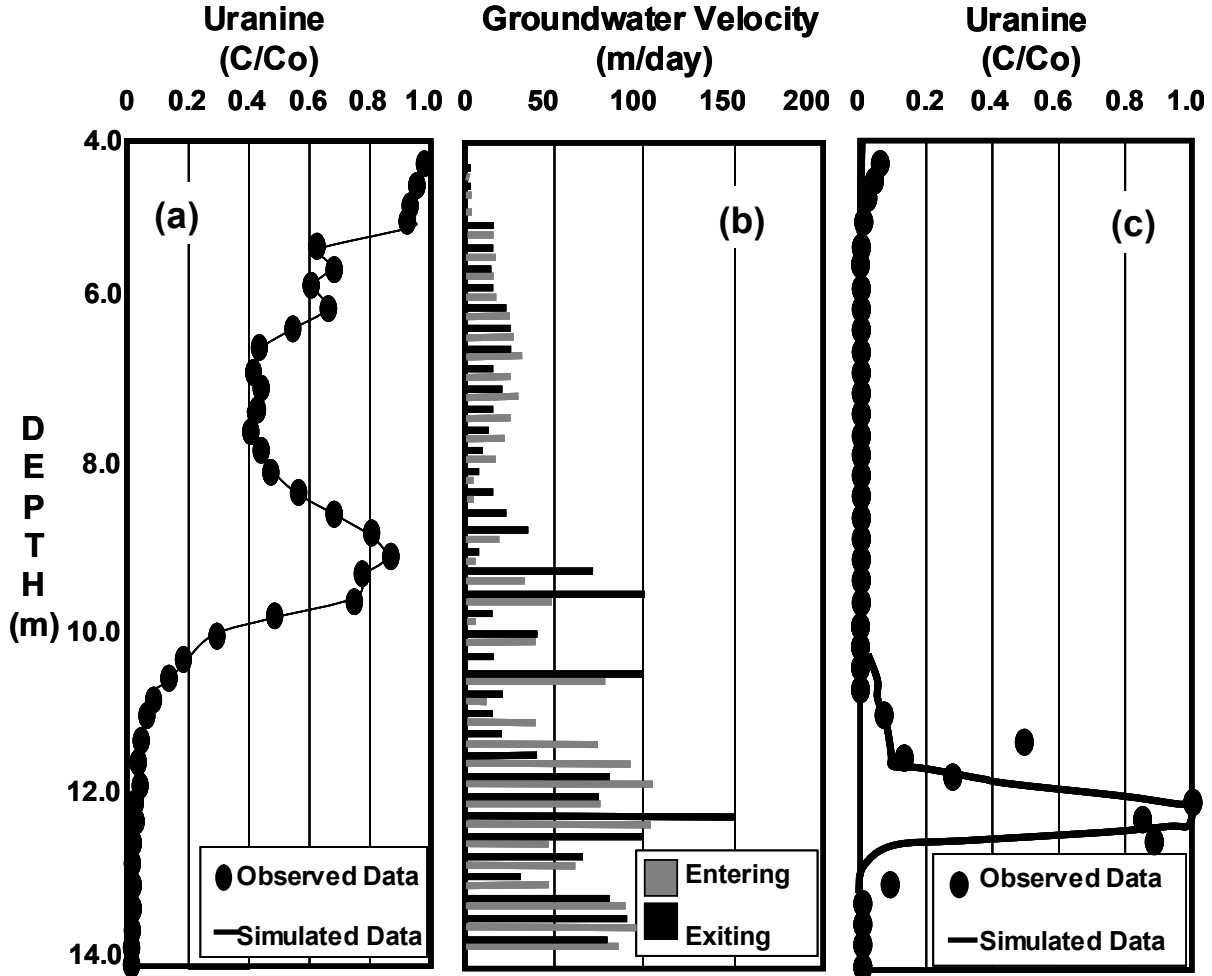 Uranine
(C/Co)
0 0.2 0.4 0.6 0.8 1.0
Groundwater Velocity
(m/day)
0 50 100 150 200
Uranine
(C/Co)
0 0.2 0.4 0.6 0.8 1.0
DEPTH
(m)
4.0
6.0
8.0
10.0
12.0
14.0
(a)
Observed Data
Simulated Data
(b)
Entering
Exiting
(c)
Observed Data
Simulated Data